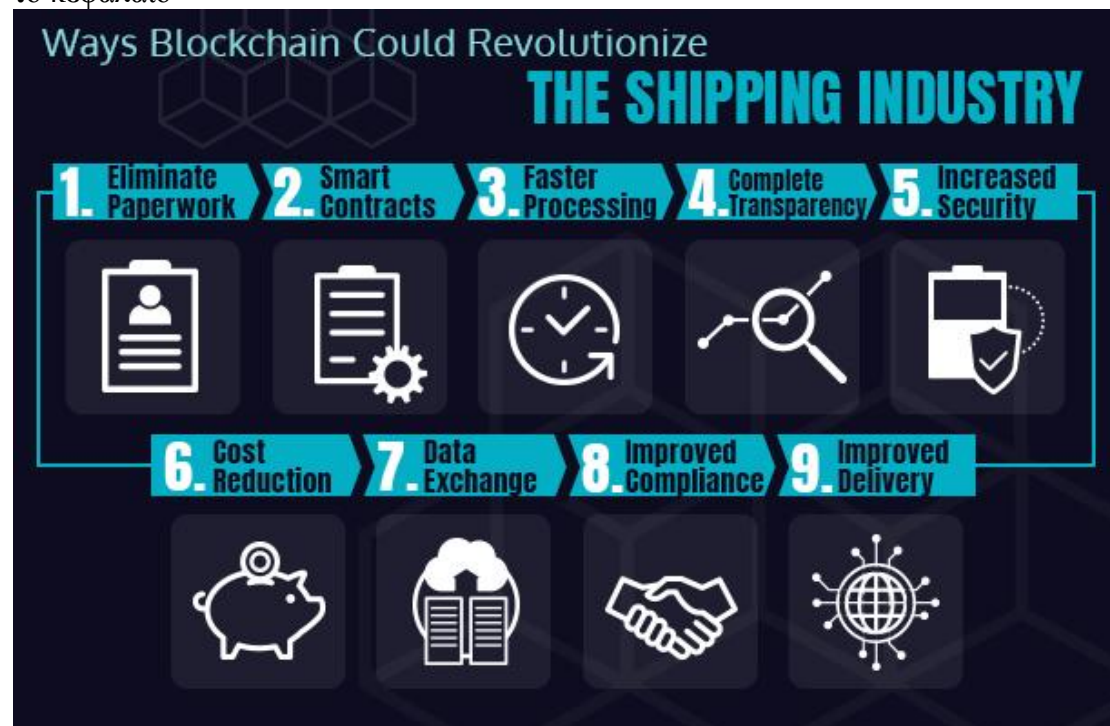 Ways Blockchain Could Revolutionize
THE SHIPPING INDUSTRY
1. Eliminate
Paperwork
2. Smart
Contracts
3. Faster
Processing
4. Complete
Transparency
5. Increased
Security
6. Cost
Reduction
7. Data
Exchange
8. Improved
Compliance
9. Improved
Delivery